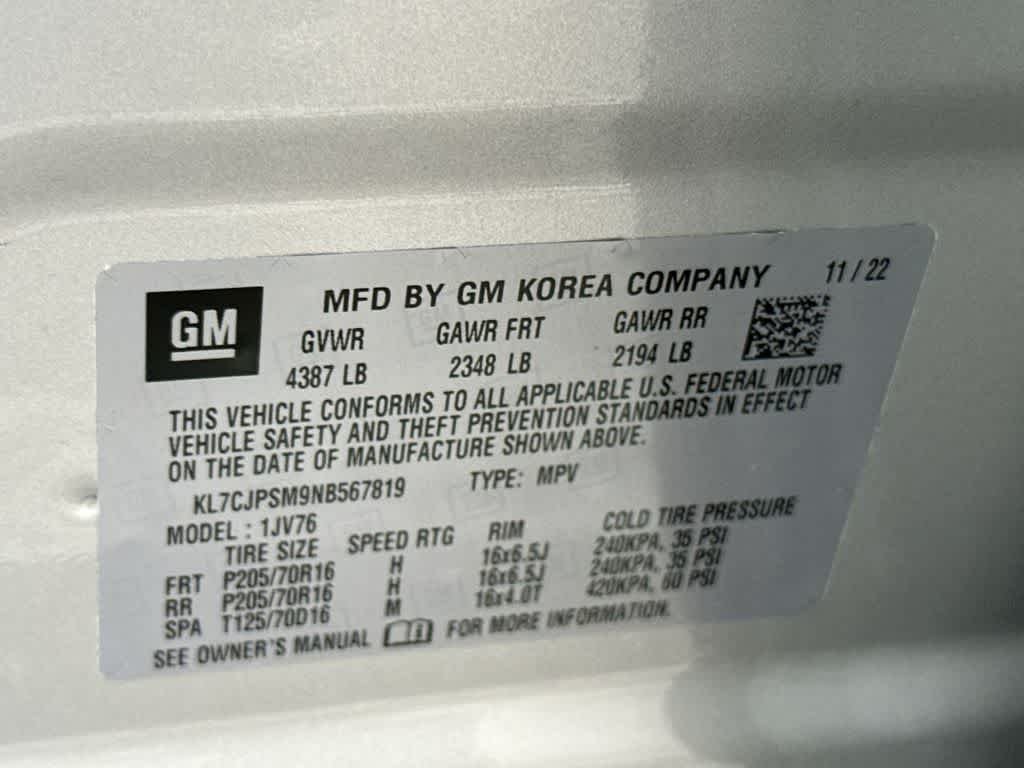 GM
MFD BY GM KOREA COMPANY 11/22
GVWR GAWR FRT GAWR RR
4387 LB 2348 LB 2194 LB
THIS VEHICLE CONFORMS TO ALL APPLICABLE U.S. FEDERAL MOTOR
VEHICLE SAFETY AND THEFT PREVENTION STANDARDS IN EFFECT
ON THE DATE OF MANUFACTURE SHOWN ABOVE.
KL7CJPSM9NB567819 TYPE: MPV
MODEL : 1JV76
TIRE SIZE SPEED RTG RIM COLD TIRE PRESSURE
FRT P205/70R16 H 16x6.5J 240KPA, 35 PSI
RR P205/70R16 H 16x6.5J 240KPA, 35 PSI
SPA T125/70D16 M 16x4.0T 420KPA, 60 PSI
SEE OWNER'S MANUAL FOR MORE INFORMATION.